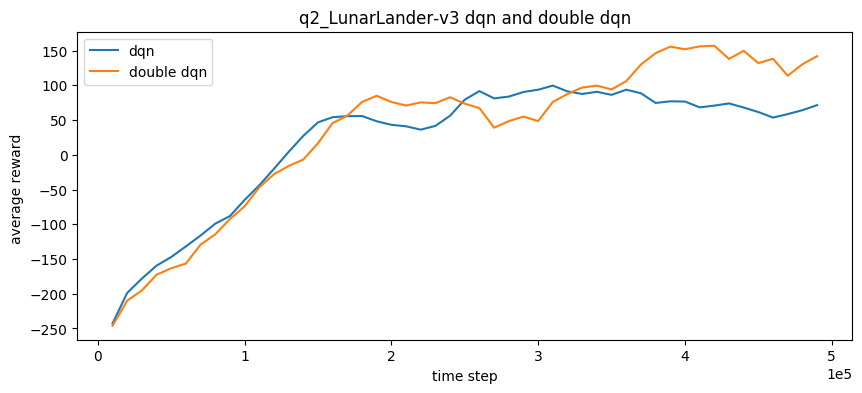 q2_LunarLander-v3 dqn and double dqn
dqn
double dqn
average reward
150
100
50
0
−50
−100
−150
−200
−250
0 1 2 3 4 5
1e5
time step